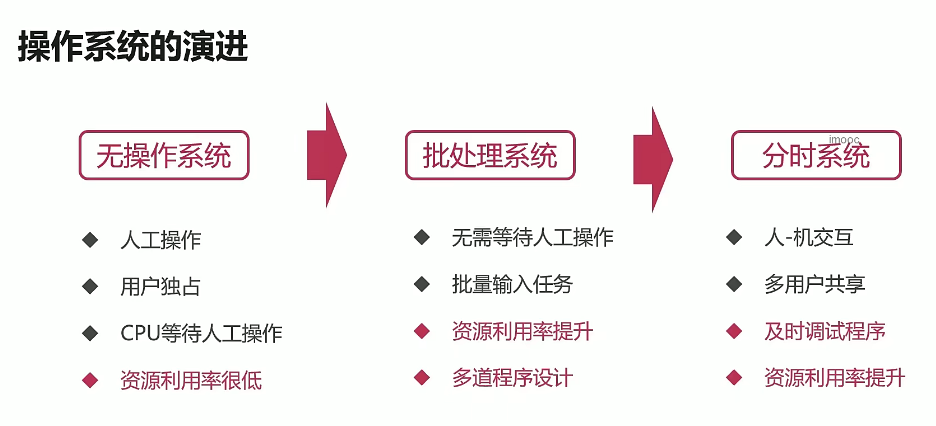 操作系统的演进
无操作系统
人工操作
用户独占
CPU等待人工操作
资源利用率很低
批处理系统
无需等待人工操作
批量输入任务
资源利用率提升
多道程序设计
imooc
分时系统
人-机交互
多用户共享
及时调试程序
资源利用率提升